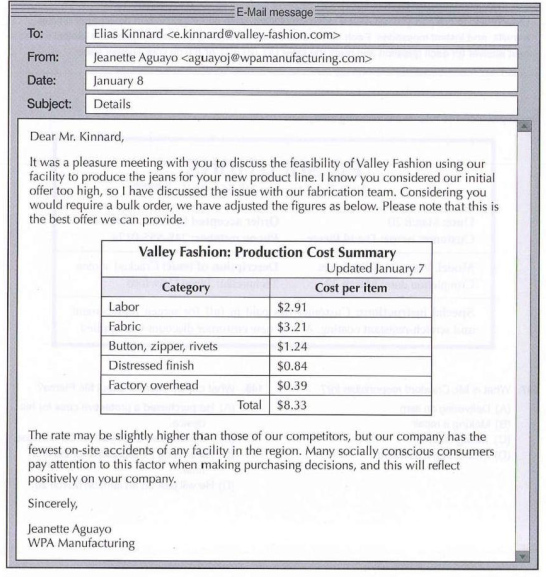 E-Mail message
To: Elias Kinnard <e.kinnard@valley-fashion.com>
From: Jeanette Aguayo <aguayoj@wpamanufacturing.com>
Date: January 8
Subject: Details
Dear Mr. Kinnard,
It was a pleasure meeting with you to discuss the feasibility of Valley Fashion using our
facility to produce the jeans for your new product line. I know you considered our initial
offer too high, so I have discussed the issue with our fabrication team. Considering you
would require a bulk order, we have adjusted the figures as below. Please note that this is
the best offer we can provide.
Valley Fashion: Production Cost Summary
Updated January 7
Category Cost per item
Labor $2.91
Fabric $3.21
Button, zipper, rivets $1.24
Distressed finish $0.84
Factory overhead $0.39
Total $8.33
The rate may be slightly higher than those of our competitors, but our company has the
fewest on-site accidents of any facility in the region. Many socially conscious consumers
pay attention to this factor when making purchasing decisions, and this will reflect
positively on your company.
Sincerely,
Jeanette Aguayo
WPA Manufacturing